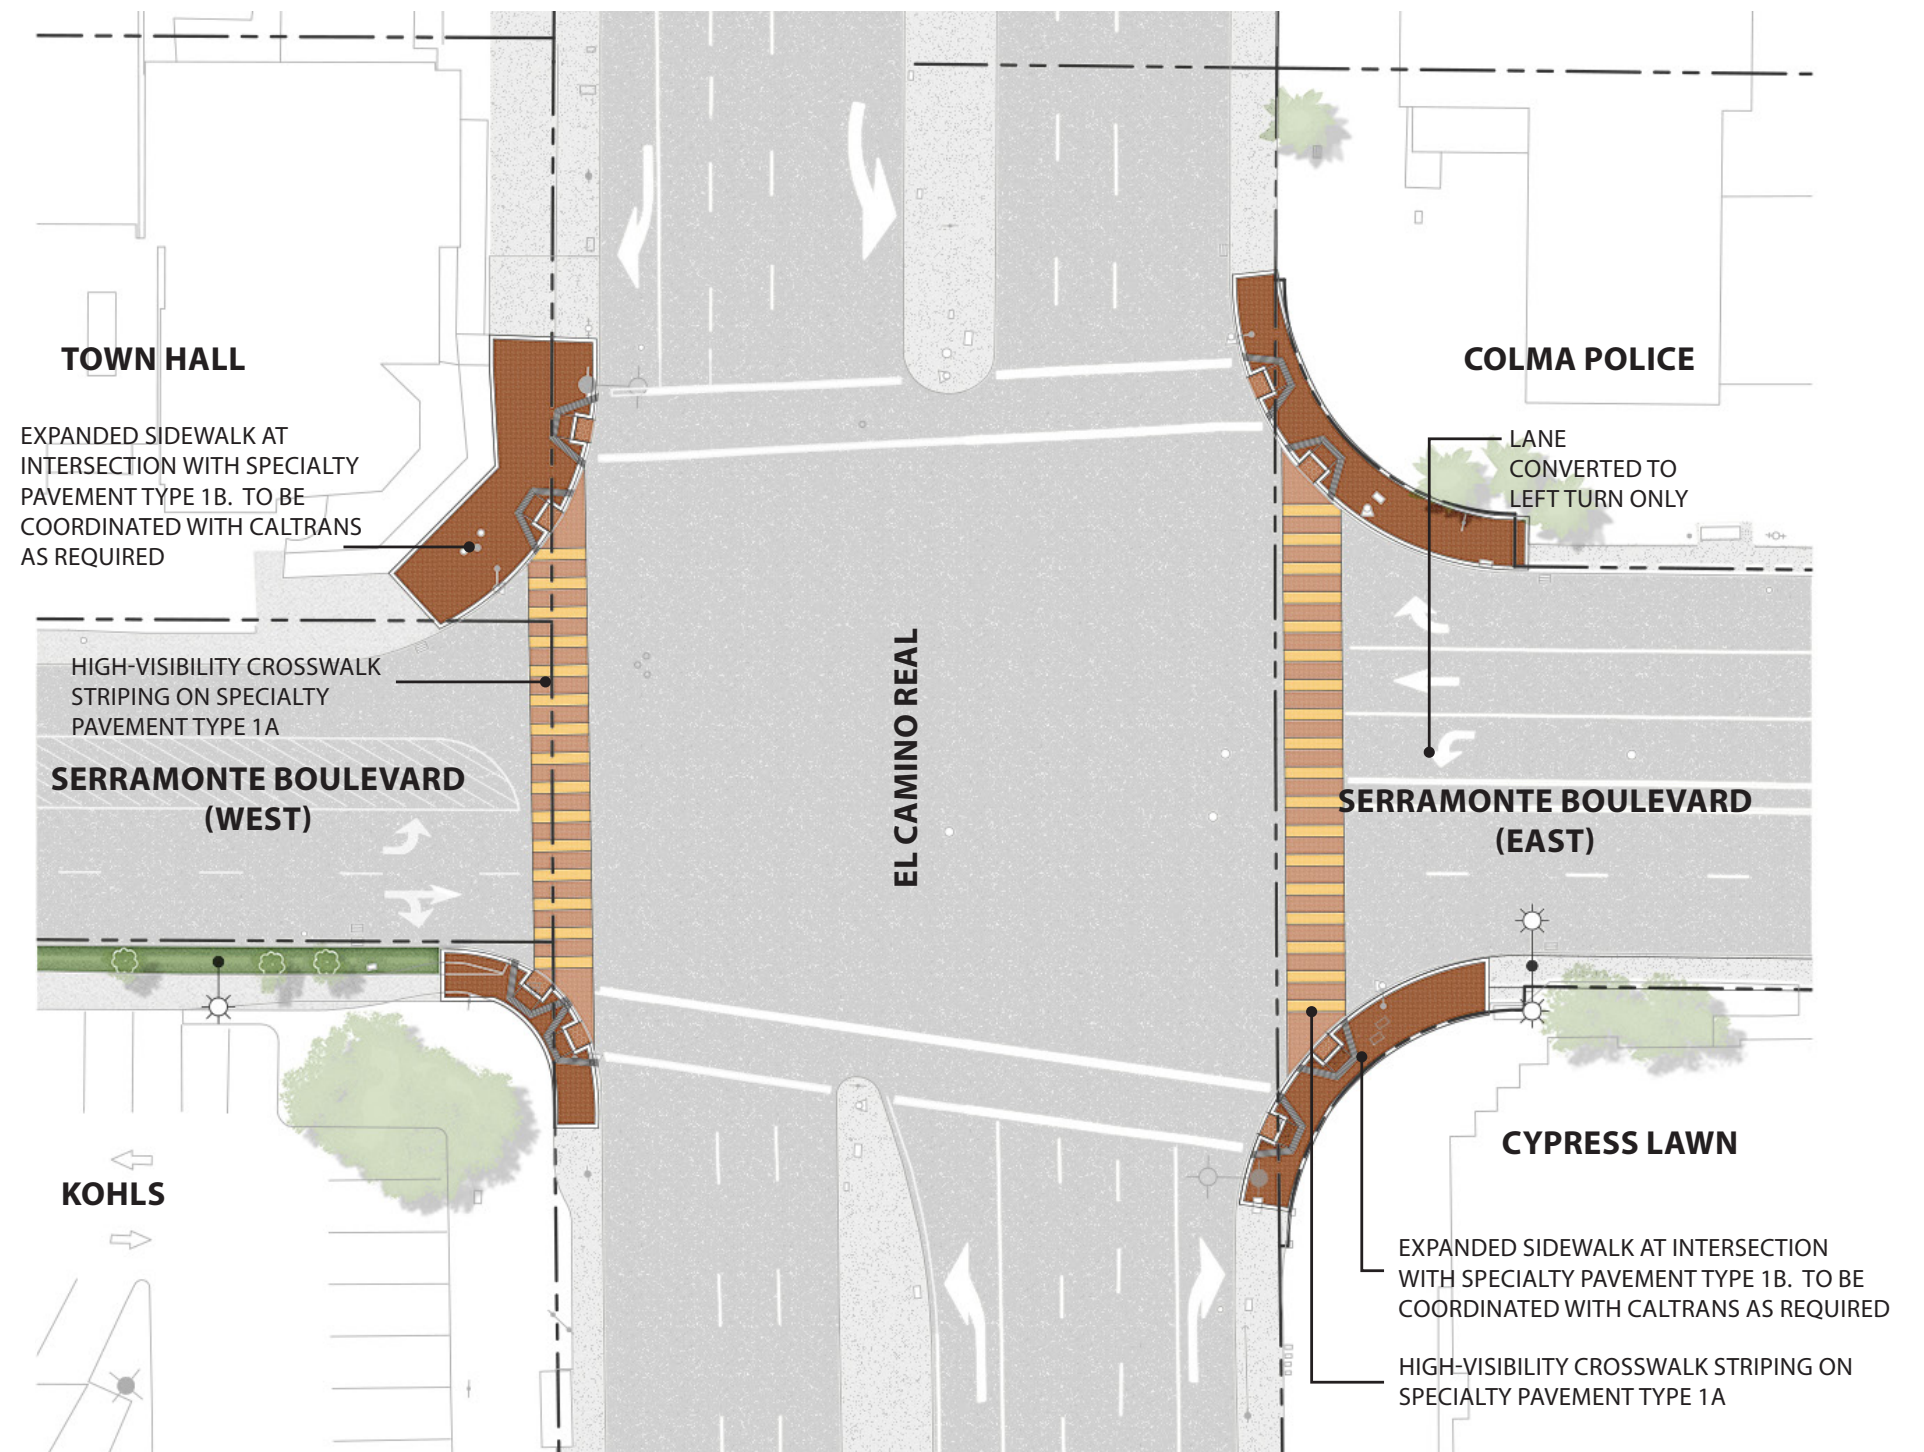 TOWN HALL
EXPANDED SIDEWALK AT
INTERSECTION WITH SPECIALTY
PAVEMENT TYPE 1B.  TO BE
COORDINATED WITH CALTRANS
AS REQUIRED
HIGH-VISIBILITY CROSSWALK
STRIPING ON SPECIALTY
PAVEMENT TYPE 1A
SERRAMONTE BOULEVARD
(WEST)
KOHLS
EL CAMINO REAL
COLMA POLICE
LANE
CONVERTED TO
LEFT TURN ONLY
SERRAMONTE BOULEVARD
(EAST)
CYPRESS LAWN
EXPANDED SIDEWALK AT INTERSECTION
WITH SPECIALTY PAVEMENT TYPE 1B.  TO BE
COORDINATED WITH CALTRANS AS REQUIRED
HIGH-VISIBILITY CROSSWALK STRIPING ON
SPECIALTY PAVEMENT TYPE 1A